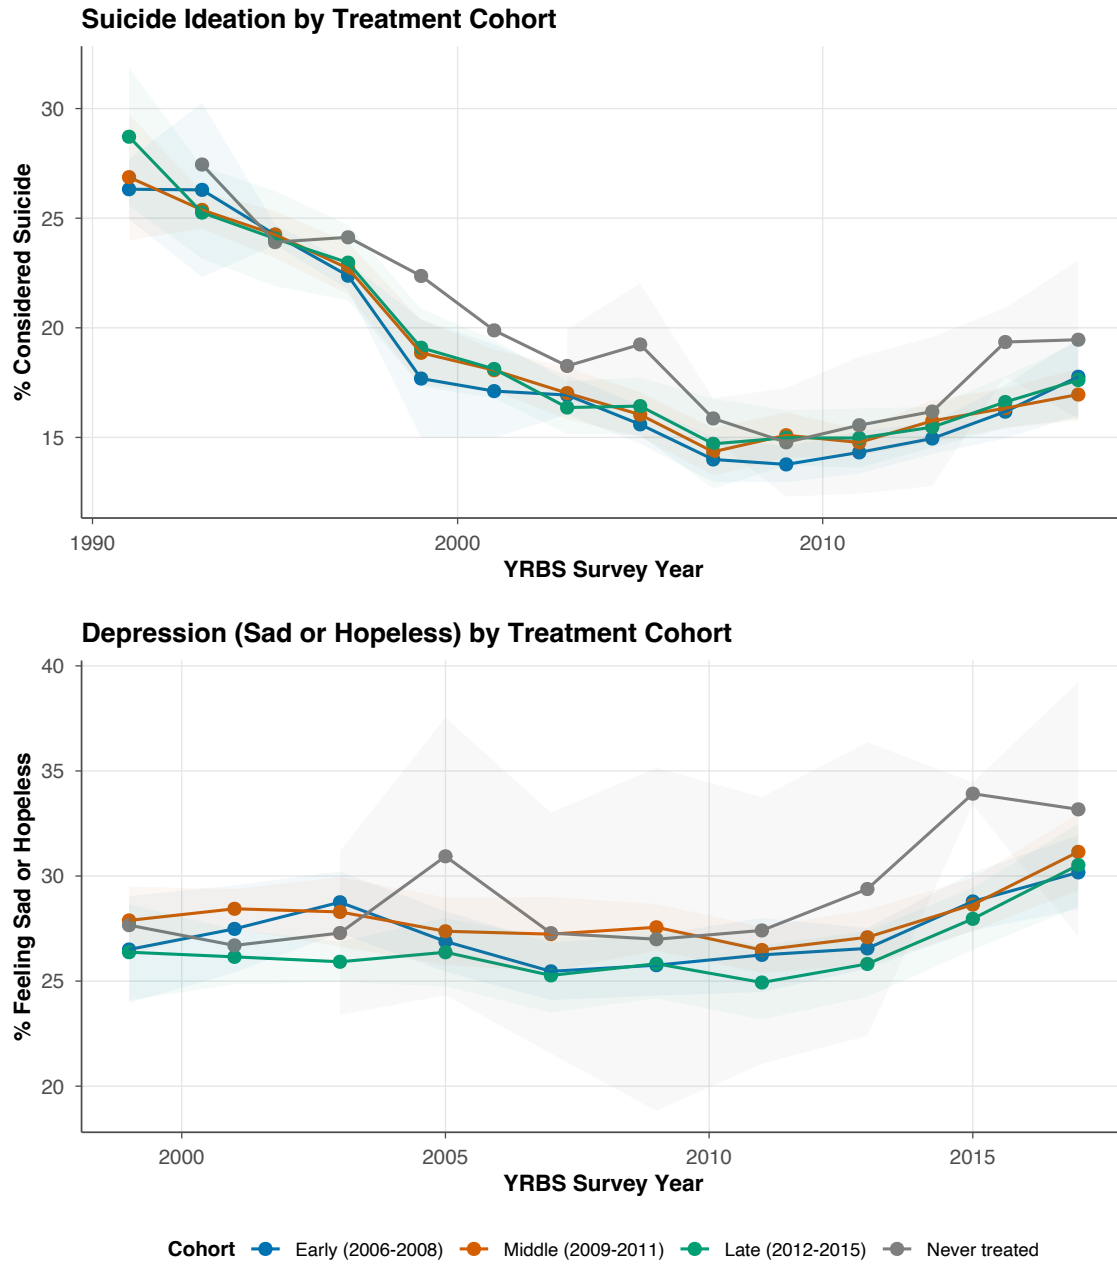 Suicide Ideation by Treatment Cohort
% Considered Suicide
30
25
20
15
1990
2000
2010
YRBS Survey Year
Depression (Sad or Hopeless) by Treatment Cohort
% Feeling Sad or Hopeless
40
35
30
25
20
2000
2005
2010
2015
YRBS Survey Year
Cohort Early (2006-2008) Middle (2009-2011) Late (2012-2015) Never treated